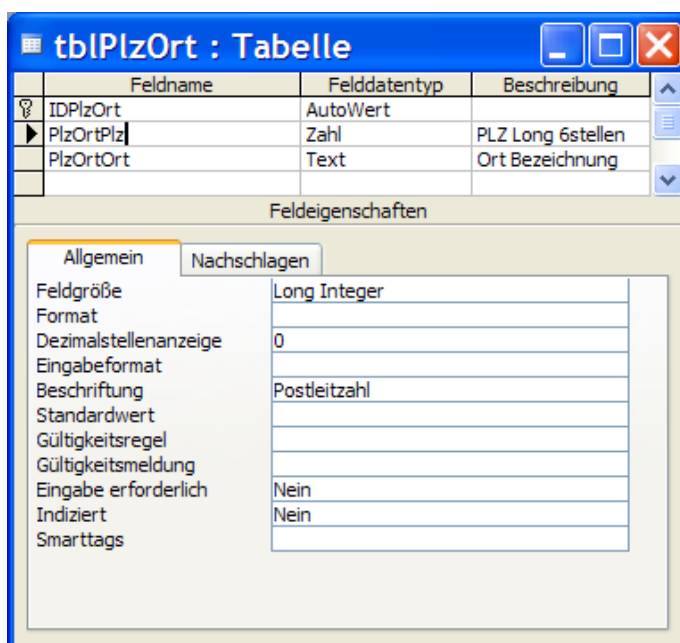 tblPlzOrt : Tabelle
Feldname Felddatentyp Beschreibung
IDPlzOrt AutoWert
PlzOrtPlz Zahl PLZ Long 6stellen
PlzOrtOrt Text Ort Bezeichnung
Feldeigenschaften
Allgemein Nachschlagen
Feldgröße Long Integer
Format
Dezimalstellenanzeige 0
Eingabeformat
Beschriftung Postleitzahl
Standardwert
Gültigkeitsregel
Gültigkeitsmeldung
Eingabe erforderlich Nein
Indiziert Nein
Smarttags